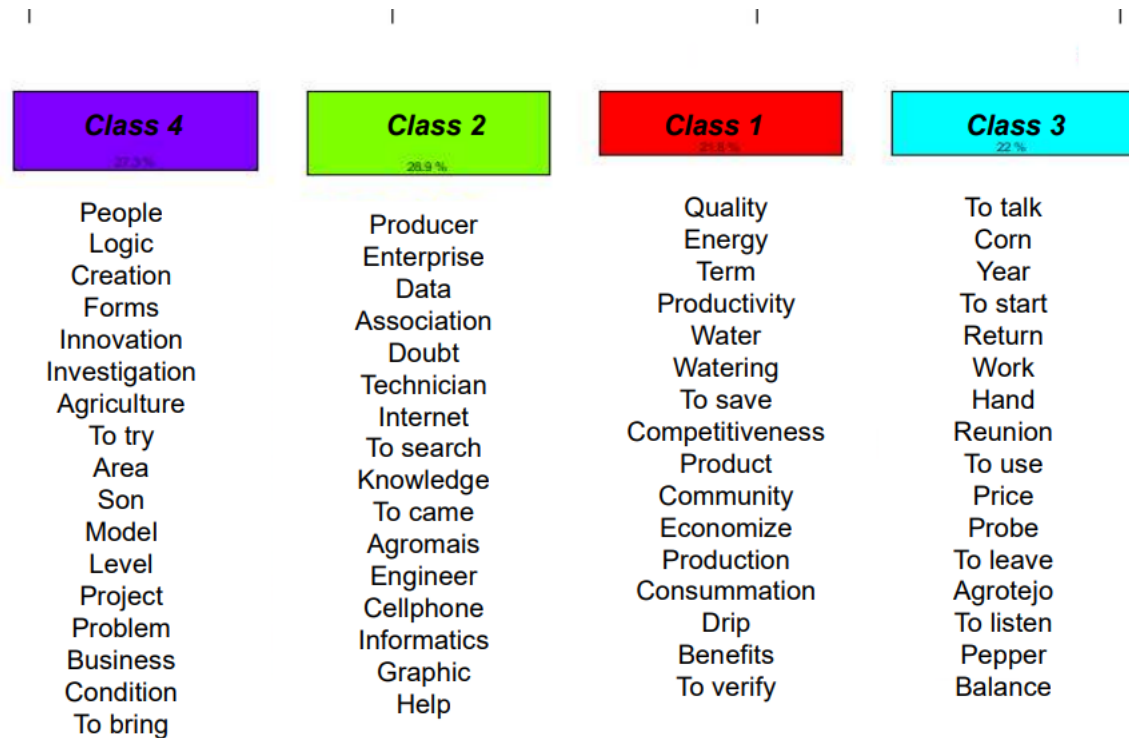 Class 4
27.3 %
People
Logic
Creation
Forms
Innovation
Investigation
Agriculture
To try
Area
Son
Model
Level
Project
Problem
Business
Condition
To bring
Class 2
28.9 %
Producer
Enterprise
Data
Association
Doubt
Technician
Internet
To search
Knowledge
To came
Agromais
Engineer
Cellphone
Informatics
Graphic
Help
Class 1
21.8 %
Quality
Energy
Term
Productivity
Water
Watering
To save
Competitiveness
Product
Community
Economize
Production
Consummation
Drip
Benefits
To verify
Class 3
22 %
To talk
Corn
Year
To start
Return
Work
Hand
Reunion
To use
Price
Probe
To leave
Agrotejo
To listen
Pepper
Balance